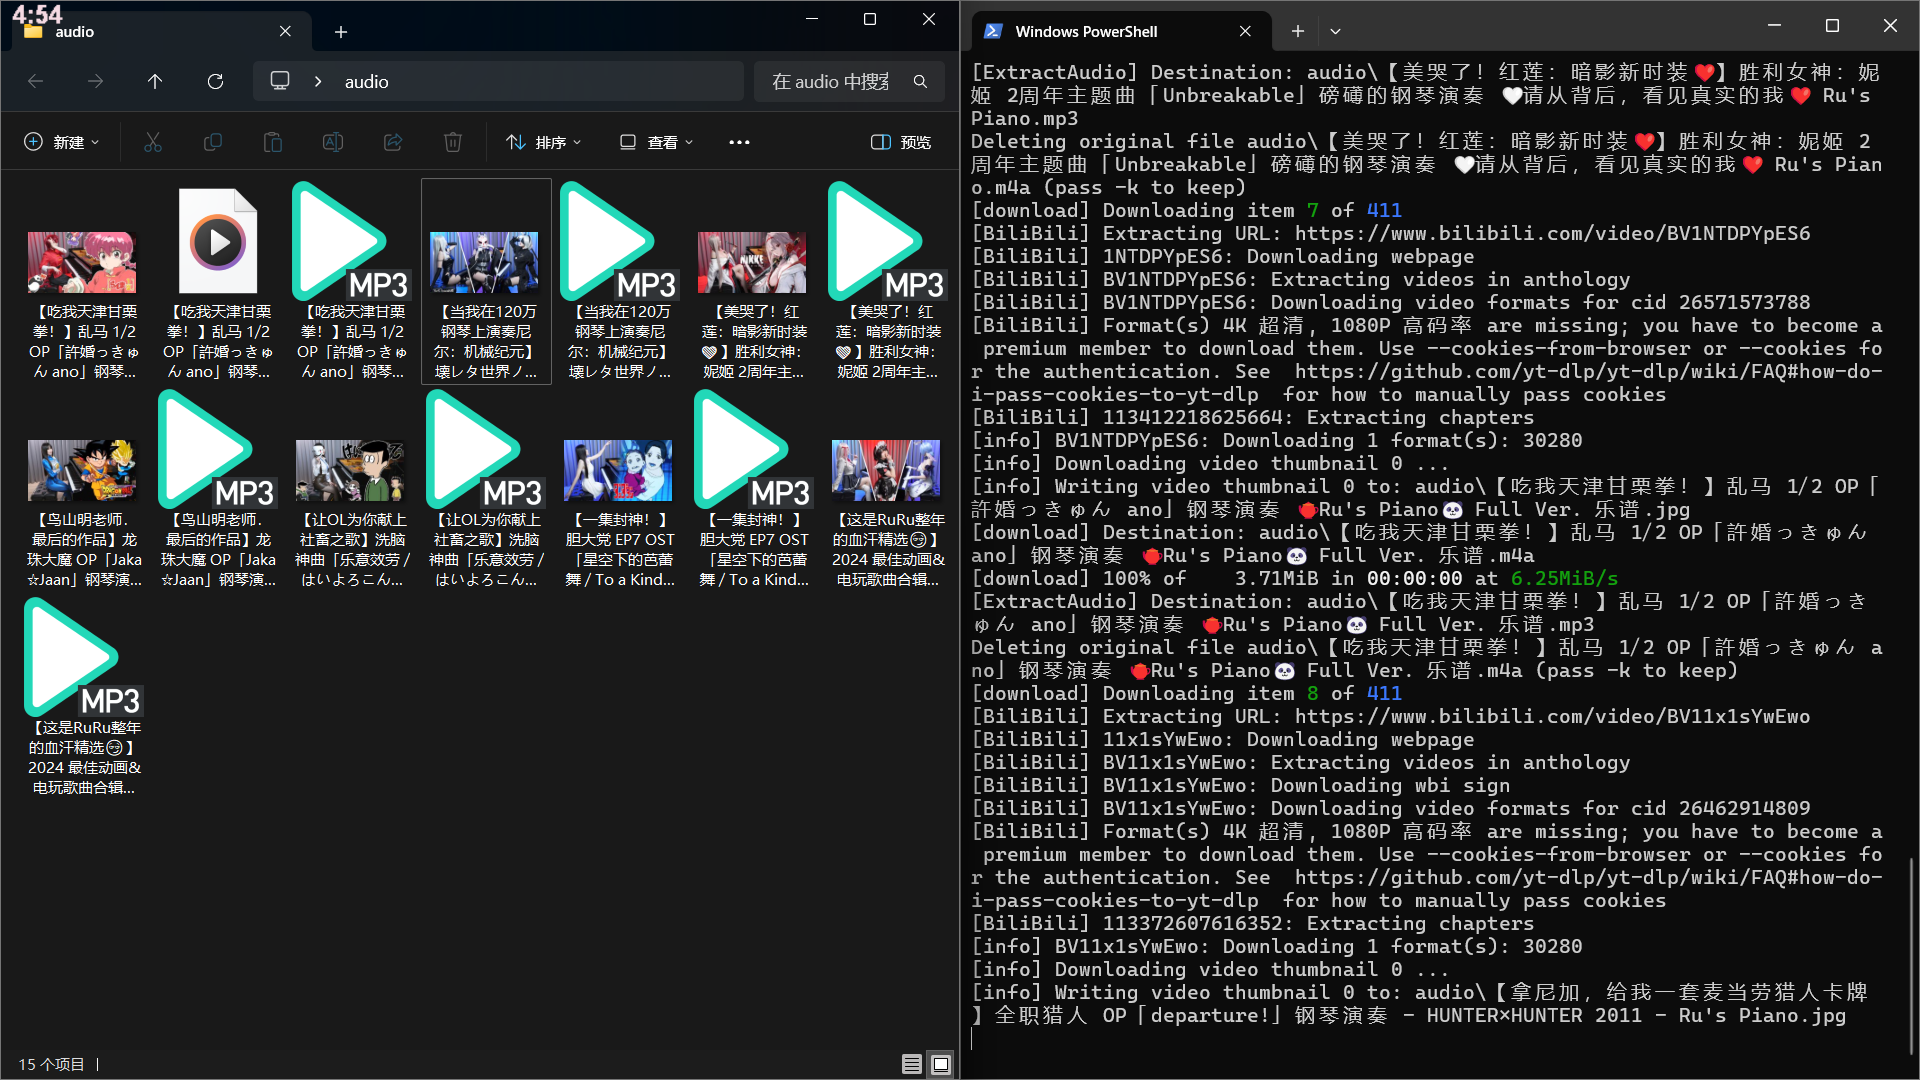 4:54
audio
audio
在 audio 中搜索
新建
排序
查看
预览
【吃我天津甘栗
拳！】乱马 1/2
OP「許婚っきゅ
ん ano」钢琴...
【吃我天津甘栗
拳！】乱马 1/2
OP「許婚っきゅ
ん ano」钢琴...
MP3
【吃我天津甘栗
拳！】乱马 1/2
OP「許婚っきゅ
ん ano」钢琴...
【当我在120万
钢琴上演奏尼
尔：机械纪元】
壊レタ世界ノ...
MP3
【当我在120万
钢琴上演奏尼
尔：机械纪元】
壊レタ世界ノ...
NIKKE
【美哭了！红
莲：暗影新时装
💖】胜利女神：
妮姬 2周年主...
MP3
【美哭了！红
莲：暗影新时装
💖】胜利女神：
妮姬 2周年主...
【鸟山明老师．
最后的作品】龙
珠大魔 OP「Jaka
☆Jaan」钢琴演...
MP3
【鸟山明老师．
最后的作品】龙
珠大魔 OP「Jaka
☆Jaan」钢琴演...
【让OL为你献上
社畜之歌】洗脑
神曲「乐意效劳 /
はいよろこん...
MP3
【让OL为你献上
社畜之歌】洗脑
神曲「乐意效劳 /
はいよろこん...
【一集封神！】
胆大党 EP7 OST
「星空下的芭蕾
舞 / To a Kind...
MP3
【一集封神！】
胆大党 EP7 OST
「星空下的芭蕾
舞 / To a Kind...
【这是RuRu整年
的血汗精选😏】
2024 最佳动画&
电玩歌曲合辑...
MP3
【这是RuRu整年
的血汗精选😏】
2024 最佳动画&
电玩歌曲合辑...
15 个项目
Windows PowerShell
[ExtractAudio] Destination: audio\【美哭了！红莲：暗影新时装❤️】胜利女神：妮
姬 2周年主题曲「Unbreakable」磅礴的钢琴演奏 🤍请从背后，看见真实的我❤️ Ru's
Piano.mp3
Deleting original file audio\【美哭了！红莲：暗影新时装❤️】胜利女神：妮姬 2
周年主题曲「Unbreakable」磅礴的钢琴演奏 🤍请从背后，看见真实的我❤️ Ru's Pian
o.m4a (pass -k to keep)
[download] Downloading item 7 of 411
[BiliBili] Extracting URL: https://www.bilibili.com/video/BV1NTDPYpES6
[BiliBili] 1NTDPYpES6: Downloading webpage
[BiliBili] BV1NTDPYpES6: Extracting videos in anthology
[BiliBili] BV1NTDPYpES6: Downloading video formats for cid 26571573788
[BiliBili] Format(s) 4K 超清, 1080P 高码率 are missing; you have to become a
 premium member to download them. Use --cookies-from-browser or --cookies fo
r the authentication. See  https://github.com/yt-dlp/yt-dlp/wiki/FAQ#how-do-
i-pass-cookies-to-yt-dlp  for how to manually pass cookies
[BiliBili] 113412218625664: Extracting chapters
[info] BV1NTDPYpES6: Downloading 1 format(s): 30280
[info] Downloading video thumbnail 0 ...
[info] Writing video thumbnail 0 to: audio\【吃我天津甘栗拳！】乱马 1/2 OP「
許婚っきゅん ano」钢琴演奏 🫖Ru's Piano🐼 Full Ver. 乐谱.jpg
[download] Destination: audio\【吃我天津甘栗拳！】乱马 1/2 OP「許婚っきゅん
ano」钢琴演奏 🫖Ru's Piano🐼 Full Ver. 乐谱.m4a
[download] 100% of    3.71MiB in 00:00:00 at 6.25MiB/s
[ExtractAudio] Destination: audio\【吃我天津甘栗拳！】乱马 1/2 OP「許婚っき
ゅん ano」钢琴演奏 🫖Ru's Piano🐼 Full Ver. 乐谱.mp3
Deleting original file audio\【吃我天津甘栗拳！】乱马 1/2 OP「許婚っきゅん a
no」钢琴演奏 🫖Ru's Piano🐼 Full Ver. 乐谱.m4a (pass -k to keep)
[download] Downloading item 8 of 411
[BiliBili] Extracting URL: https://www.bilibili.com/video/BV11x1sYwEwo
[BiliBili] 11x1sYwEwo: Downloading webpage
[BiliBili] BV11x1sYwEwo: Extracting videos in anthology
[BiliBili] BV11x1sYwEwo: Downloading wbi sign
[BiliBili] BV11x1sYwEwo: Downloading video formats for cid 26462914809
[BiliBili] Format(s) 4K 超清, 1080P 高码率 are missing; you have to become a
 premium member to download them. Use --cookies-from-browser or --cookies fo
r the authentication. See  https://github.com/yt-dlp/yt-dlp/wiki/FAQ#how-do-
i-pass-cookies-to-yt-dlp  for how to manually pass cookies
[BiliBili] 113372607616352: Extracting chapters
[info] BV11x1sYwEwo: Downloading 1 format(s): 30280
[info] Downloading video thumbnail 0 ...
[info] Writing video thumbnail 0 to: audio\【拿尼加，给我一套麦当劳猎人卡牌
】全职猎人 OP「departure!」钢琴演奏 - HUNTER×HUNTER 2011 - Ru's Piano.jpg